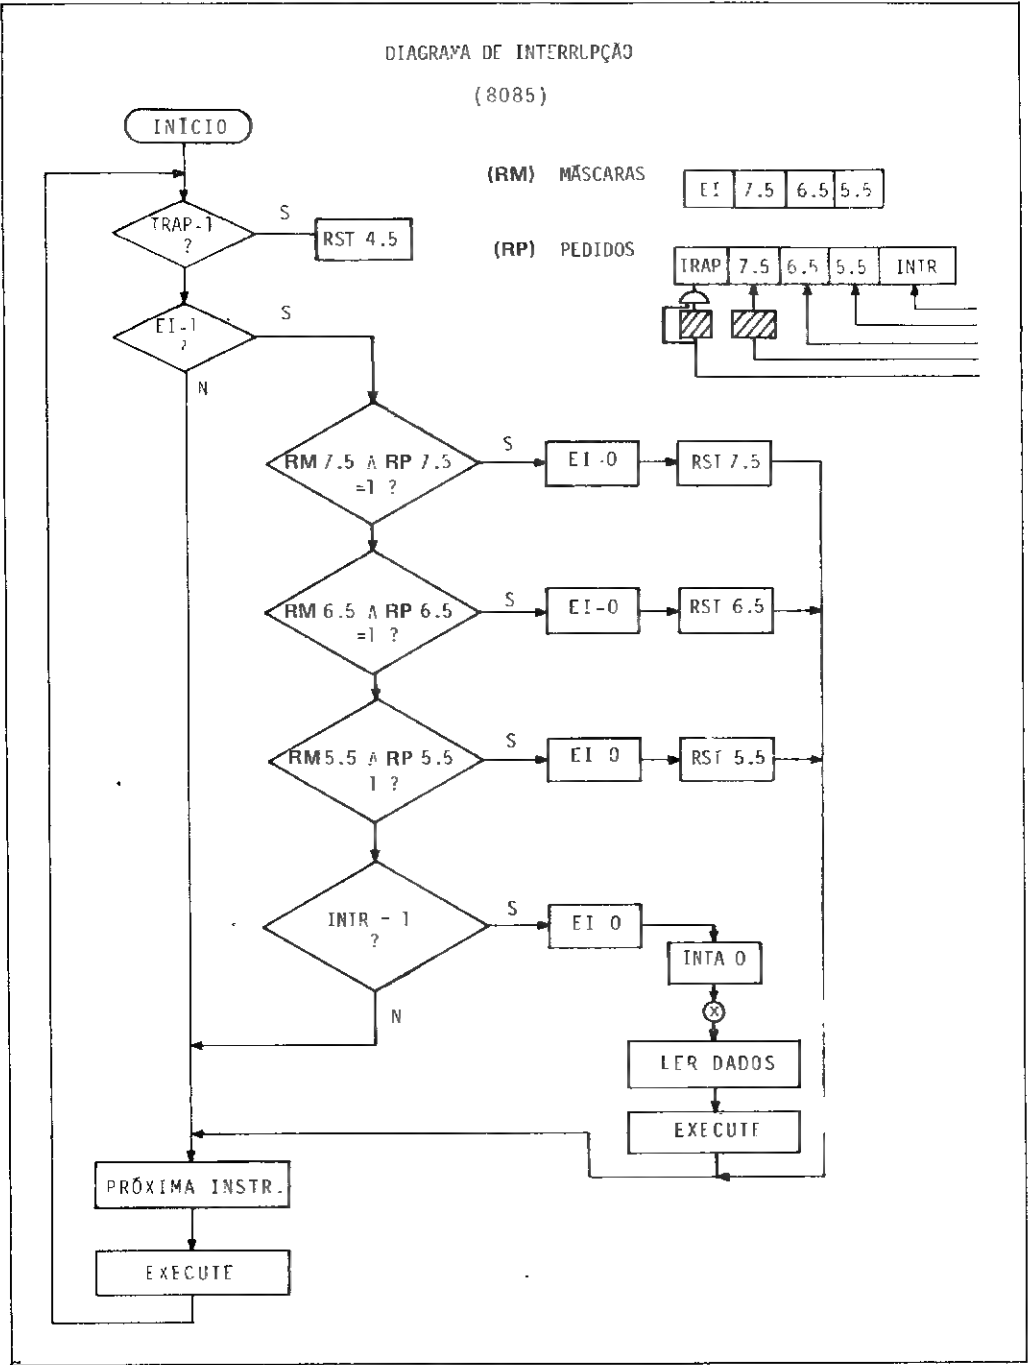 DIAGRAMA DE INTERRUPÇÃO
(8085)
INÍCIO
(RM) MÁSCARAS
EI 7.5 6.5 5.5
TRAP-1
?
S
RST 4.5
(RP) PEDIDOS
TRAP 7.5 6.5 5.5 INTR
EI-1
?
S
N
RM 7.5 Λ RP 7.5
=1 ?
S
EI-0
RST 7.5
RM 6.5 Λ RP 6.5
=1 ?
S
EI-0
RST 6.5
RM 5.5 Λ RP 5.5
1 ?
S
EI 0
RST 5.5
INTR - 1
?
S
EI 0
INTA 0
N
X
LER DADOS
EXECUTE
PRÓXIMA INSTR.
EXECUTE